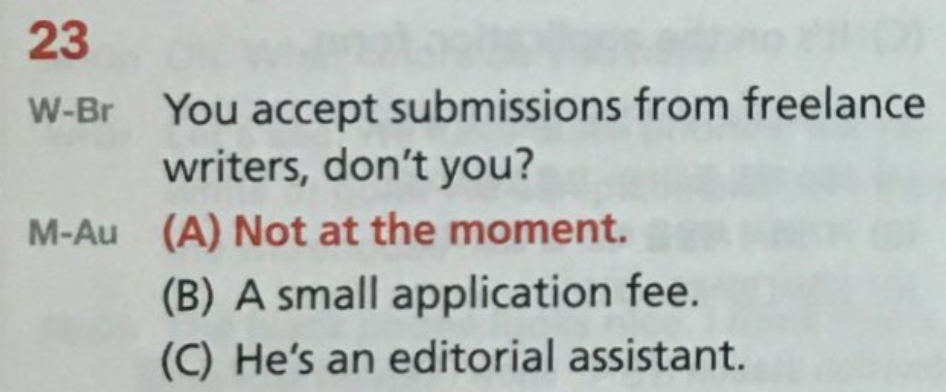 23
W-Br You accept submissions from freelance
writers, don't you?
M-Au (A) Not at the moment.
(B) A small application fee.
(C) He's an editorial assistant.